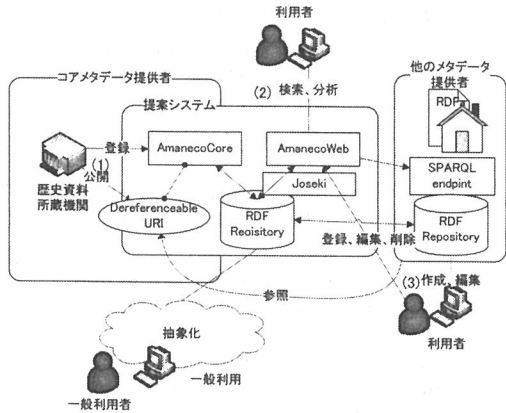 利用者
コアメタデータ提供者
提案システム
(2) 検索、分析
他のメタデータ
提供者
RDF
登録
AmanecoCore
AmanecoWeb
(1)
公開
歴史資料
所蔵機関
Joseki
SPARQL
endpint
Dereferenceable
URI
RDF
Reoisitory
RDF
Repository
登録、編集、削除
参照
(3)作成、編集
抽象化
利用者
一般利用
一般利用者